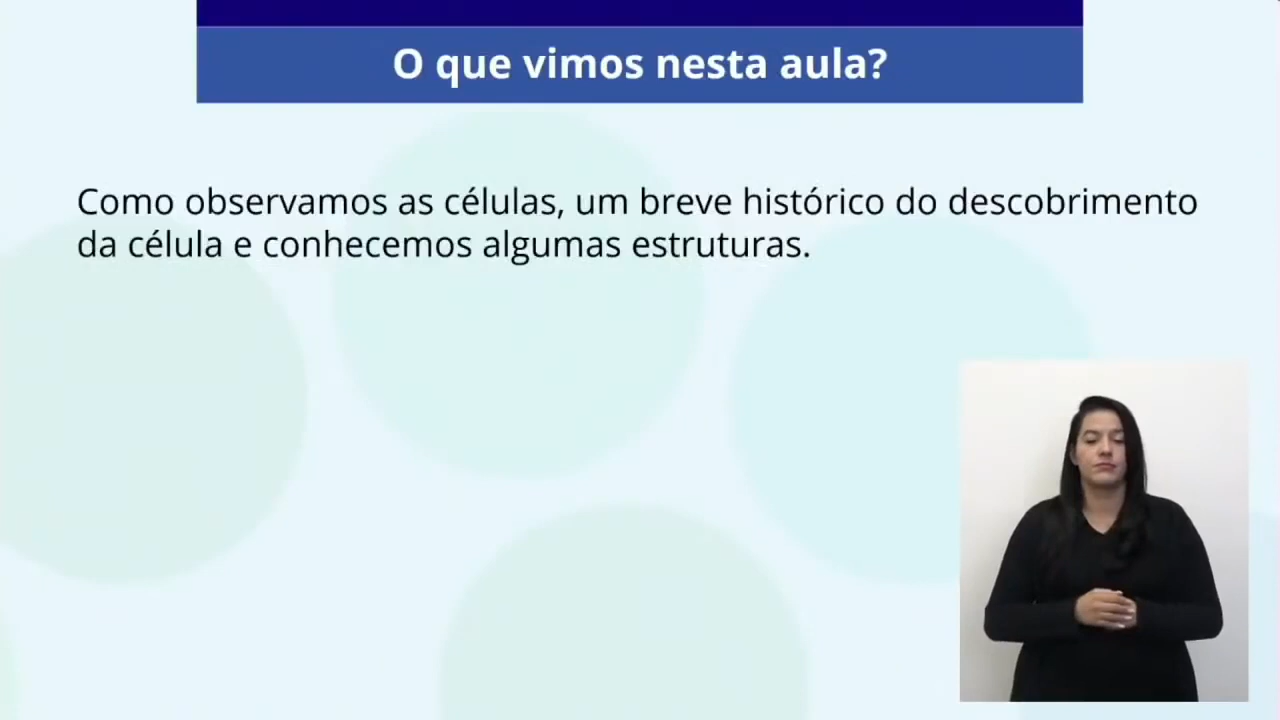 O que vimos nesta aula?
Como observamos as células, um breve histórico do descobrimento
da célula e conhecemos algumas estruturas.